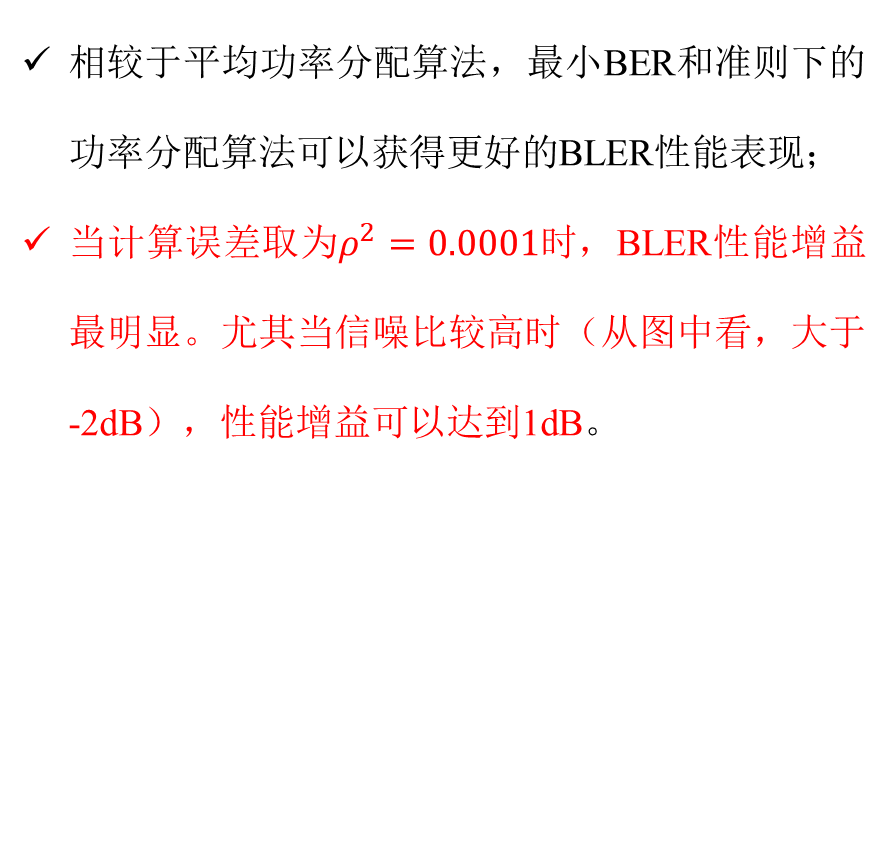 ✓ 相较于平均功率分配算法，最小BER和准则下的
功率分配算法可以获得更好的BLER性能表现；
✓ 当计算误差取为ρ² = 0.0001时，BLER性能增益
最明显。尤其当信噪比较高时（从图中看，大于
-2dB），性能增益可以达到1dB。